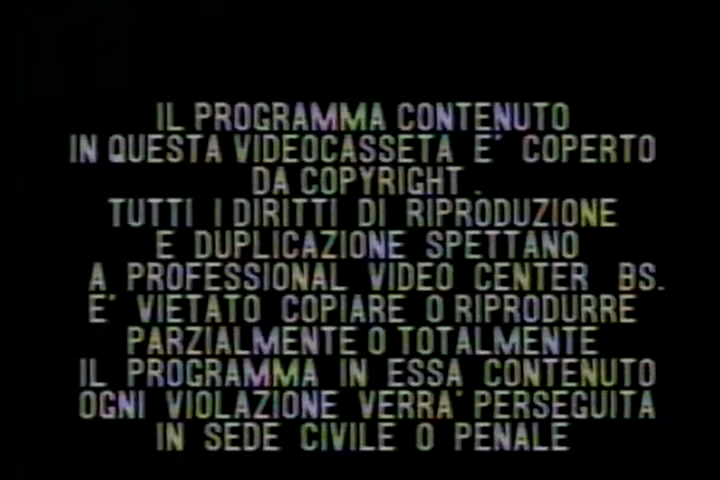 IL PROGRAMMA CONTENUTO
IN QUESTA VIDEOCASSETA E' COPERTO
DA COPYRIGHT .
TUTTI I DIRITTI DI RIPRODUZIONE
E DUPLICAZIONE SPETTANO
A PROFESSIONAL VIDEO CENTER BS.
E' VIETATO COPIARE O RIPRODURRE
PARZIALMENTE O TOTALMENTE
IL PROGRAMMA IN ESSA CONTENUTO
OGNI VIOLAZIONE VERRA' PERSEGUITA
IN SEDE CIVILE O PENALE